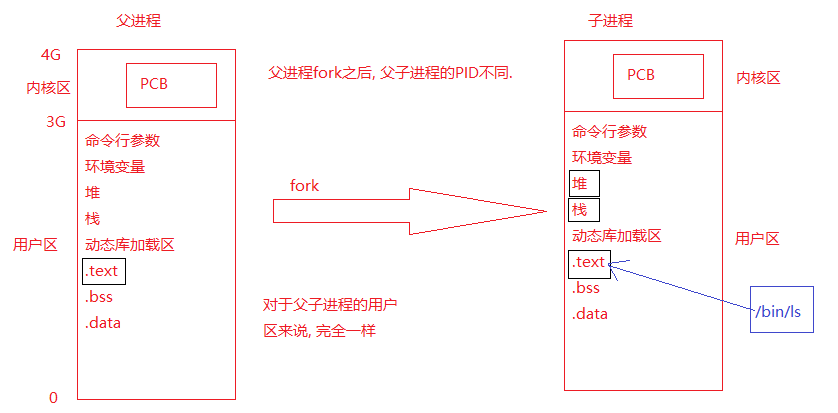 父进程
4G
内核区
PCB
3G
命令行参数
环境变量
堆
栈
用户区
动态库加载区
.text
.bss
.data
0
父进程fork之后, 父子进程的PID不同.
fork
对于父子进程的用户
区来说, 完全一样
子进程
PCB
内核区
命令行参数
环境变量
堆
栈
动态库加载区
用户区
.text
.bss
.data
/bin/ls